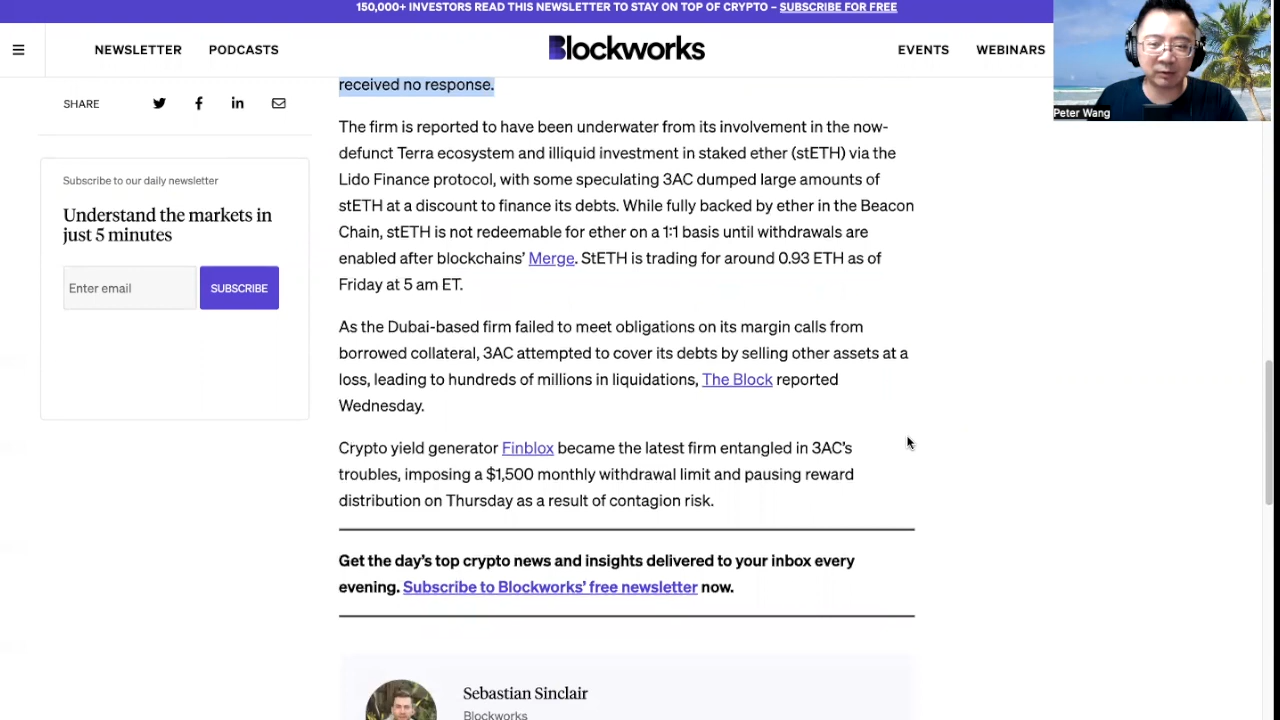 150,000+ INVESTORS READ THIS NEWSLETTER TO STAY ON TOP OF CRYPTO – SUBSCRIBE FOR FREE
NEWSLETTER PODCASTS Blockworks EVENTS WEBINARS
Peter Wang
SHARE
Subscribe to our daily newsletter
Understand the markets in
just 5 minutes
Enter email SUBSCRIBE
received no response.
The firm is reported to have been underwater from its involvement in the now-
defunct Terra ecosystem and illiquid investment in staked ether (stETH) via the
Lido Finance protocol, with some speculating 3AC dumped large amounts of
stETH at a discount to finance its debts. While fully backed by ether in the Beacon
Chain, stETH is not redeemable for ether on a 1:1 basis until withdrawals are
enabled after blockchains’ Merge. StETH is trading for around 0.93 ETH as of
Friday at 5 am ET.
As the Dubai-based firm failed to meet obligations on its margin calls from
borrowed collateral, 3AC attempted to cover its debts by selling other assets at a
loss, leading to hundreds of millions in liquidations, The Block reported
Wednesday.
Crypto yield generator Finblox became the latest firm entangled in 3AC’s
troubles, imposing a $1,500 monthly withdrawal limit and pausing reward
distribution on Thursday as a result of contagion risk.
Get the day’s top crypto news and insights delivered to your inbox every
evening. Subscribe to Blockworks’ free newsletter now.
Sebastian Sinclair
Blockworks